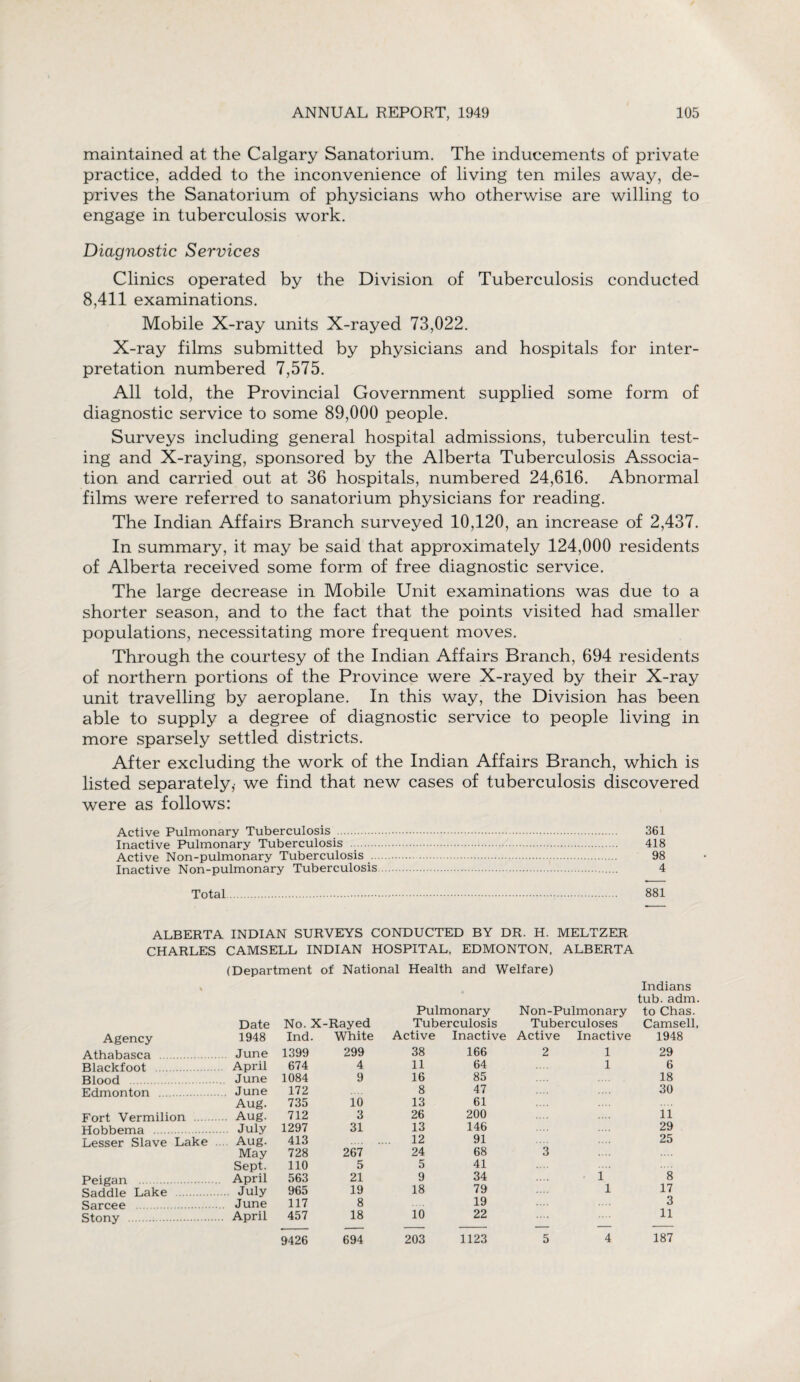 ANNUAL REPORT, 1949 105
maintained at the Calgary Sanatorium. The inducements of private
practice, added to the inconvenience of living ten miles away, de-
prives the Sanatorium of physicians who otherwise are willing to
engage in tuberculosis work.
Diagnostic Services
Clinics operated by the Division of Tuberculosis conducted
8,411 examinations.
Mobile X-ray units X-rayed 73,022.
X-ray films submitted by physicians and hospitals for inter-
pretation numbered 7,575.
All told, the Provincial Government supplied some form of
diagnostic service to some 89,000 people.
Surveys including general hospital admissions, tuberculin test-
ing and X-raying, sponsored by the Alberta Tuberculosis Associa-
tion and carried out at 36 hospitals, numbered 24,616. Abnormal
films were referred to sanatorium physicians for reading.
The Indian Affairs Branch surveyed 10,120, an increase of 2,437.
In summary, it may be said that approximately 124,000 residents
of Alberta received some form of free diagnostic service.
The large decrease in Mobile Unit examinations was due to a
shorter season, and to the fact that the points visited had smaller
populations, necessitating more frequent moves.
Through the courtesy of the Indian Affairs Branch, 694 residents
of northern portions of the Province were X-rayed by their X-ray
unit travelling by aeroplane. In this way, the Division has been
able to supply a degree of diagnostic service to people living in
more sparsely settled districts.
After excluding the work of the Indian Affairs Branch, which is
listed separately, we find that new cases of tuberculosis discovered
were as follows:
Active Pulmonary Tuberculosis ........ 361
Inactive Pulmonary Tuberculosis ........ 418
Active Non-pulmonary Tuberculosis ........ 98
Inactive Non-pulmonary Tuberculosis ........ 4
Total ........ 881
ALBERTA INDIAN SURVEYS CONDUCTED BY DR. H. MELTZER
CHARLES CAMSELL INDIAN HOSPITAL, EDMONTON, ALBERTA
(Department of National Health and Welfare)
Indians
tub. adm.
Pulmonary Non-Pulmonary to Chas.
Date No. X-Rayed Tuberculosis Tuberculoses Camsell,
Agency 1948 Ind. White Active Inactive Active Inactive 1948
Athabasca ........ June 1399 299 38 166 2 1 29
Blackfoot ........ April 674 4 11 64 .... 1 6
Blood ........ June 1084 9 16 85 .... .... 18
Edmonton ........ June 172 .... 8 47 .... .... 30
Aug. 735 10 13 61 .... .... ....
Fort Vermilion ........ Aug. 712 3 26 200 .... .... 11
Hobbema ........ July 1297 31 13 146 .... .... 29
Lesser Slave Lake .... Aug. 413 .... .... 12 91 .... .... 25
May 728 267 24 68 3 .... ....
Sept. 110 5 5 41 .... .... ....
Peigan ........ April 563 21 9 34 .... 1 8
Saddle Lake ........ July 965 19 18 79 .... 1 17
Sarcee ........ June 117 8 .... 19 .... .... 3
Stony ........ April 457 18 10 22 .... .... 11
9426 694 203 1123 5 4 187